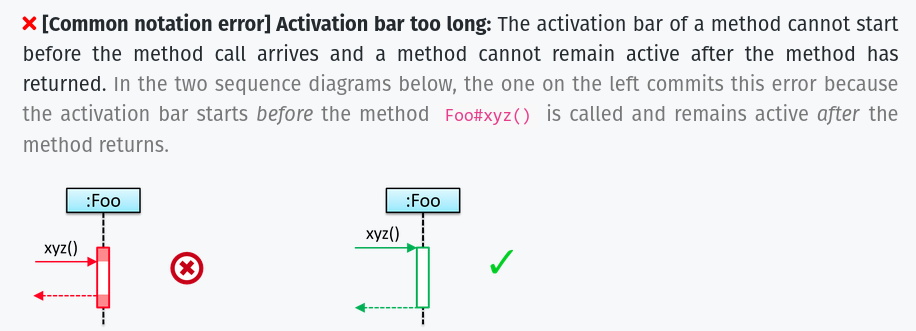 [Common notation error] Activation bar too long: The activation bar of a method cannot start
before the method call arrives and a method cannot remain active after the method has
returned. In the two sequence diagrams below, the one on the left commits this error because
the activation bar starts before the method Foo#xyz() is called and remains active after the
method returns.
:Foo
xyz()
:Foo
xyz()